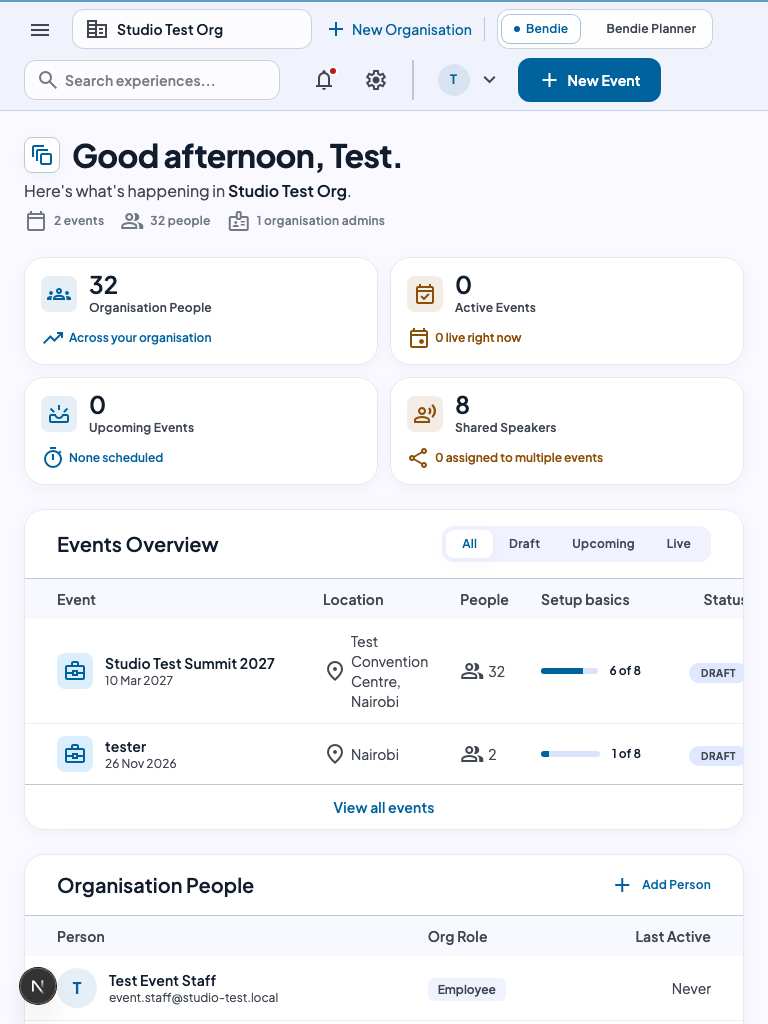 Studio Test Org
New Organisation
Bendie
Bendie Planner
Search experiences...
T
New Event
Good afternoon, Test.
Here's what's happening in Studio Test Org.
2 events
32 people
1 organisation admins
32
Organisation People
Across your organisation
0
Active Events
0 live right now
0
Upcoming Events
None scheduled
8
Shared Speakers
0 assigned to multiple events
Events Overview
All
Draft
Upcoming
Live
Event
Location
People
Setup basics
Status
Studio Test Summit 2027
10 Mar 2027
Test
Convention
Centre,
Nairobi
32
6 of 8
DRAFT
tester
26 Nov 2026
Nairobi
2
1 of 8
DRAFT
View all events
Organisation People
Add Person
Person
Org Role
Last Active
N
T
Test Event Staff
event.staff@studio-test.local
Employee
Never